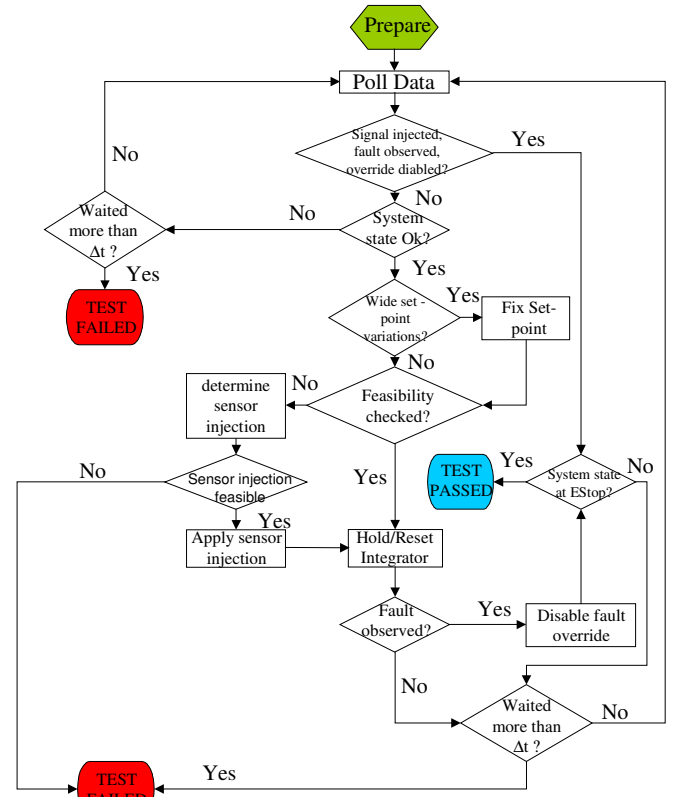 Prepare
Poll Data
Signal injected,
fault observed,
override diabled?
Yes
No
No
System
state Ok?
No
Waited
more than
Δt ?
Yes
Yes
TEST
FAILED
Wide set -
point
variations?
Yes
Fix Set-
point
No
Feasibility
checked?
No
determine
sensor
injection
Yes
No
Sensor injection
feasible
Yes
Apply sensor
injection
Hold/Reset
Integrator
TEST
PASSED
Yes
System state
at EStop?
No
Fault
observed?
Yes
Disable fault
override
No
Waited
more than
Δt ?
No
Yes
TEST
FAILED